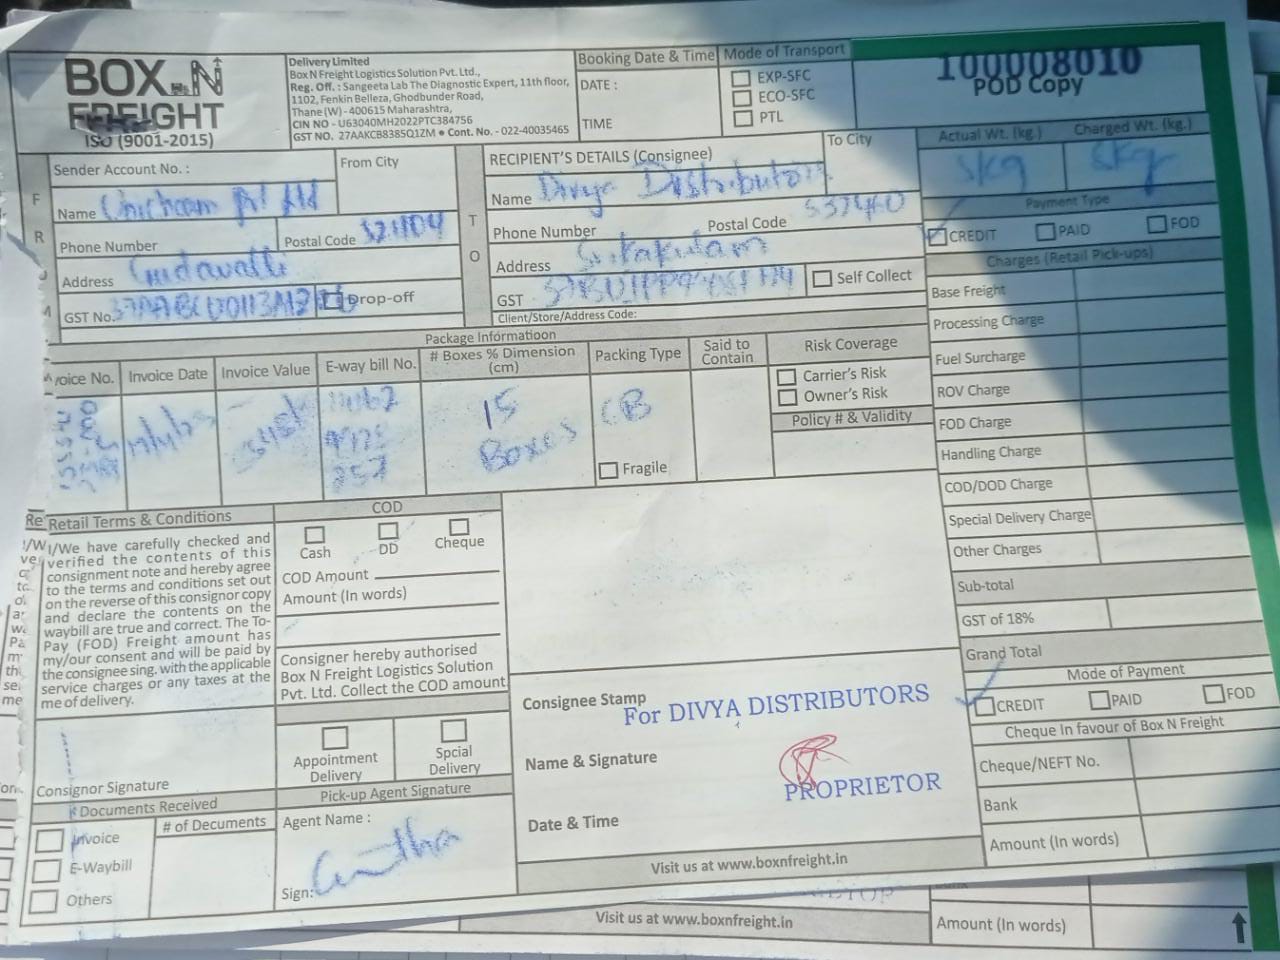 BOX N
FREIGHT
ISO (9001-2015)
Delivery Limited
Box N Freight Logistics Solution Pvt. Ltd.,
Reg. Off. : Sangeeta Lab The Diagnostic Expert, 11th floor,
1102, Fenkin Belleza, Ghodbunder Road,
Thane (W) - 400615 Maharashtra,
CIN NO - U63040MH2022PTC384756
GST NO. 27AAKCB8385Q1ZM • Cont. No. - 022-40035465
Booking Date & Time
DATE :
TIME
Mode of Transport
EXP-SFC
ECO-SFC
PTL
100008010
POD Copy
Actual Wt. (kg.) Charged Wt. (kg.)
Sender Account No. :
From City
FROM
Name
Phone Number
Postal Code
Address
GST No.
Drop-off
TO
RECIPIENT'S DETAILS (Consignee)
To City
Name Divya Distributors
Phone Number
Postal Code
Address Srikakulam
GST
Self Collect
Client/Store/Address Code:
Payment Type
CREDIT PAID FOD
Charges (Retail Pick-ups)
Base Freight
Processing Charge
Fuel Surcharge
ROV Charge
FOD Charge
Handling Charge
COD/DOD Charge
Special Delivery Charge
Other Charges
Sub-total
GST of 18%
Grand Total
Mode of Payment
CREDIT PAID FOD
Cheque In favour of Box N Freight
Cheque/NEFT No.
Bank
Amount (In words)
Package Informatioon
voice No. Invoice Date Invoice Value E-way bill No. # Boxes % Dimension (cm) Packing Type Said to Contain
15
Boxes
CB
Fragile
Risk Coverage
Carrier's Risk
Owner's Risk
Policy # & Validity
Retail Terms & Conditions
I/We have carefully checked and
verified the contents of this
consignment note and hereby agree
to the terms and conditions set out
on the reverse of this consignor copy
and declare the contents on the
waybill are true and correct. The To-
Pay (FOD) Freight amount has
my/our consent and will be paid by
the consignee sing, with the applicable
service charges or any taxes at the
me of delivery.
Consignor Signature
Documents Received
Invoice
E-Waybill
Others
# of Documents
COD
Cash DD Cheque
COD Amount
Amount (In words)
Consigner hereby authorised
Box N Freight Logistics Solution
Pvt. Ltd. Collect the COD amount
Appointment Delivery
Spcial Delivery
Pick-up Agent Signature
Agent Name :
Sign:
Consignee Stamp
For DIVYA DISTRIBUTORS
Name & Signature
PROPRIETOR
Date & Time
Visit us at www.boxnfreight.in
Visit us at www.boxnfreight.in
Amount (In words)